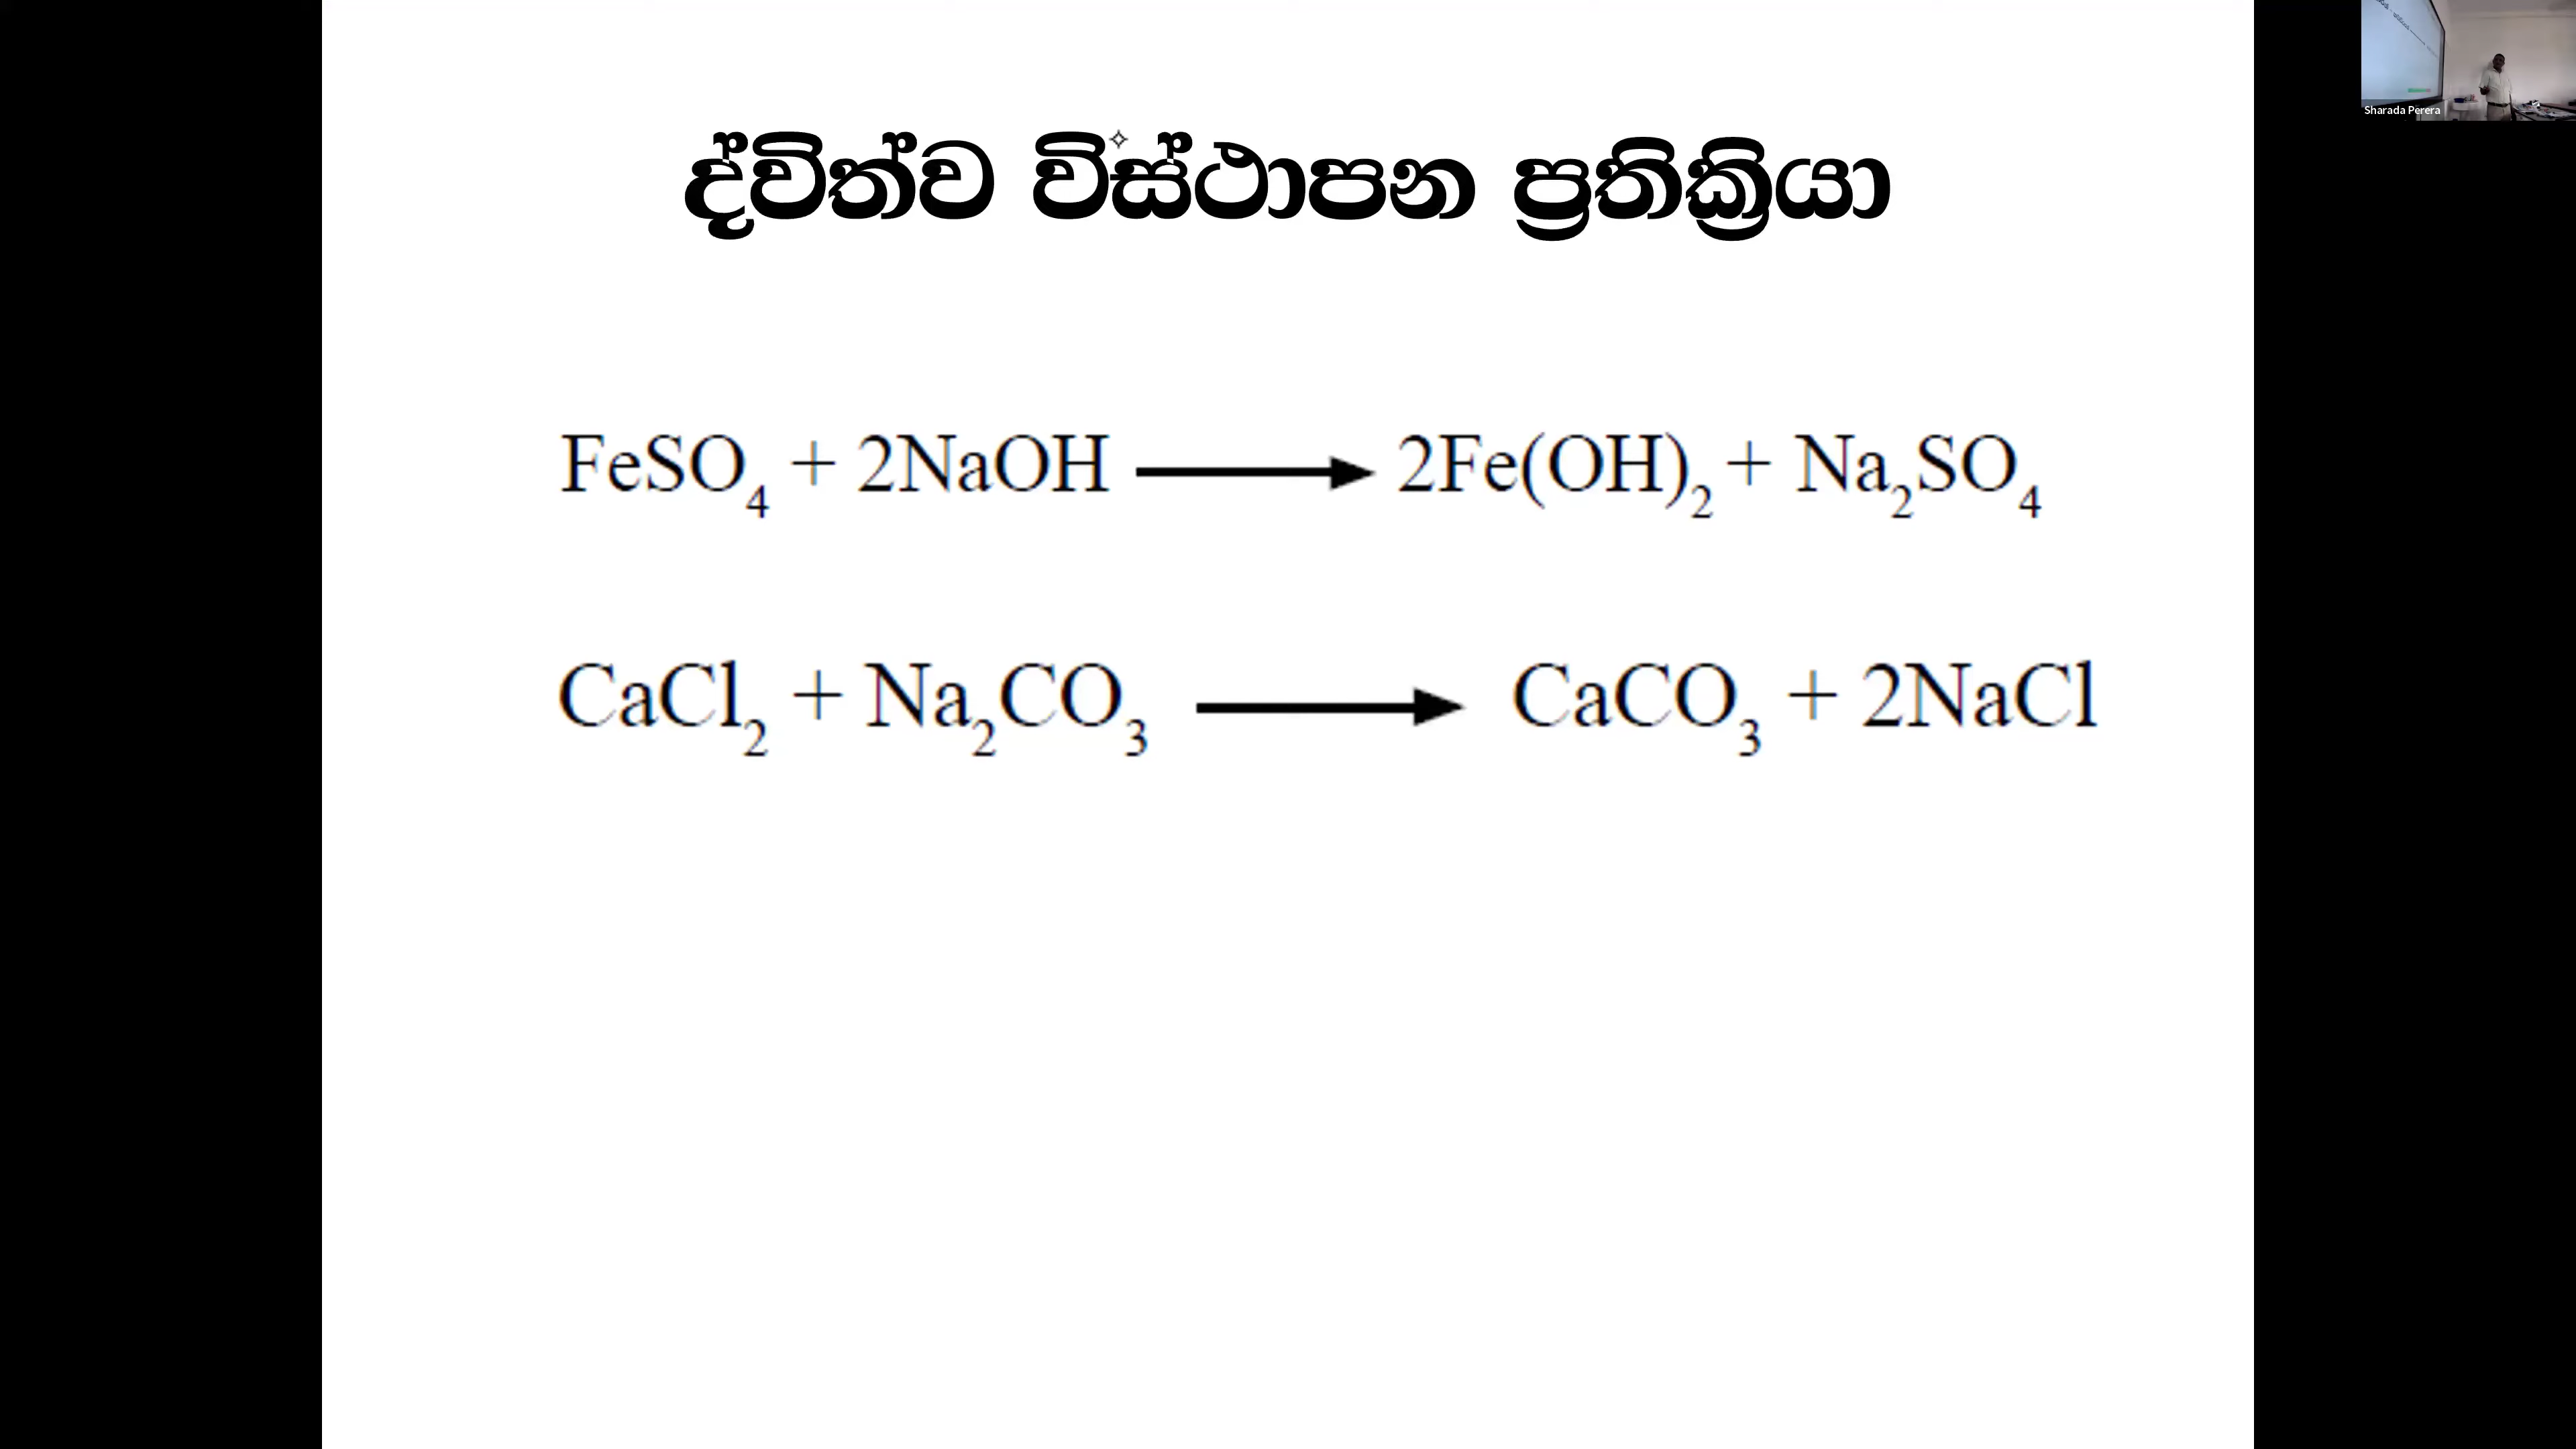 ද්විත්ව විස්ථාපන ප්‍රතික්‍රියා
FeSO₄ + 2NaOH ⟶ 2Fe(OH)₂ + Na₂SO₄
CaCl₂ + Na₂CO₃ ⟶ CaCO₃ + 2NaCl
Sharada Perera